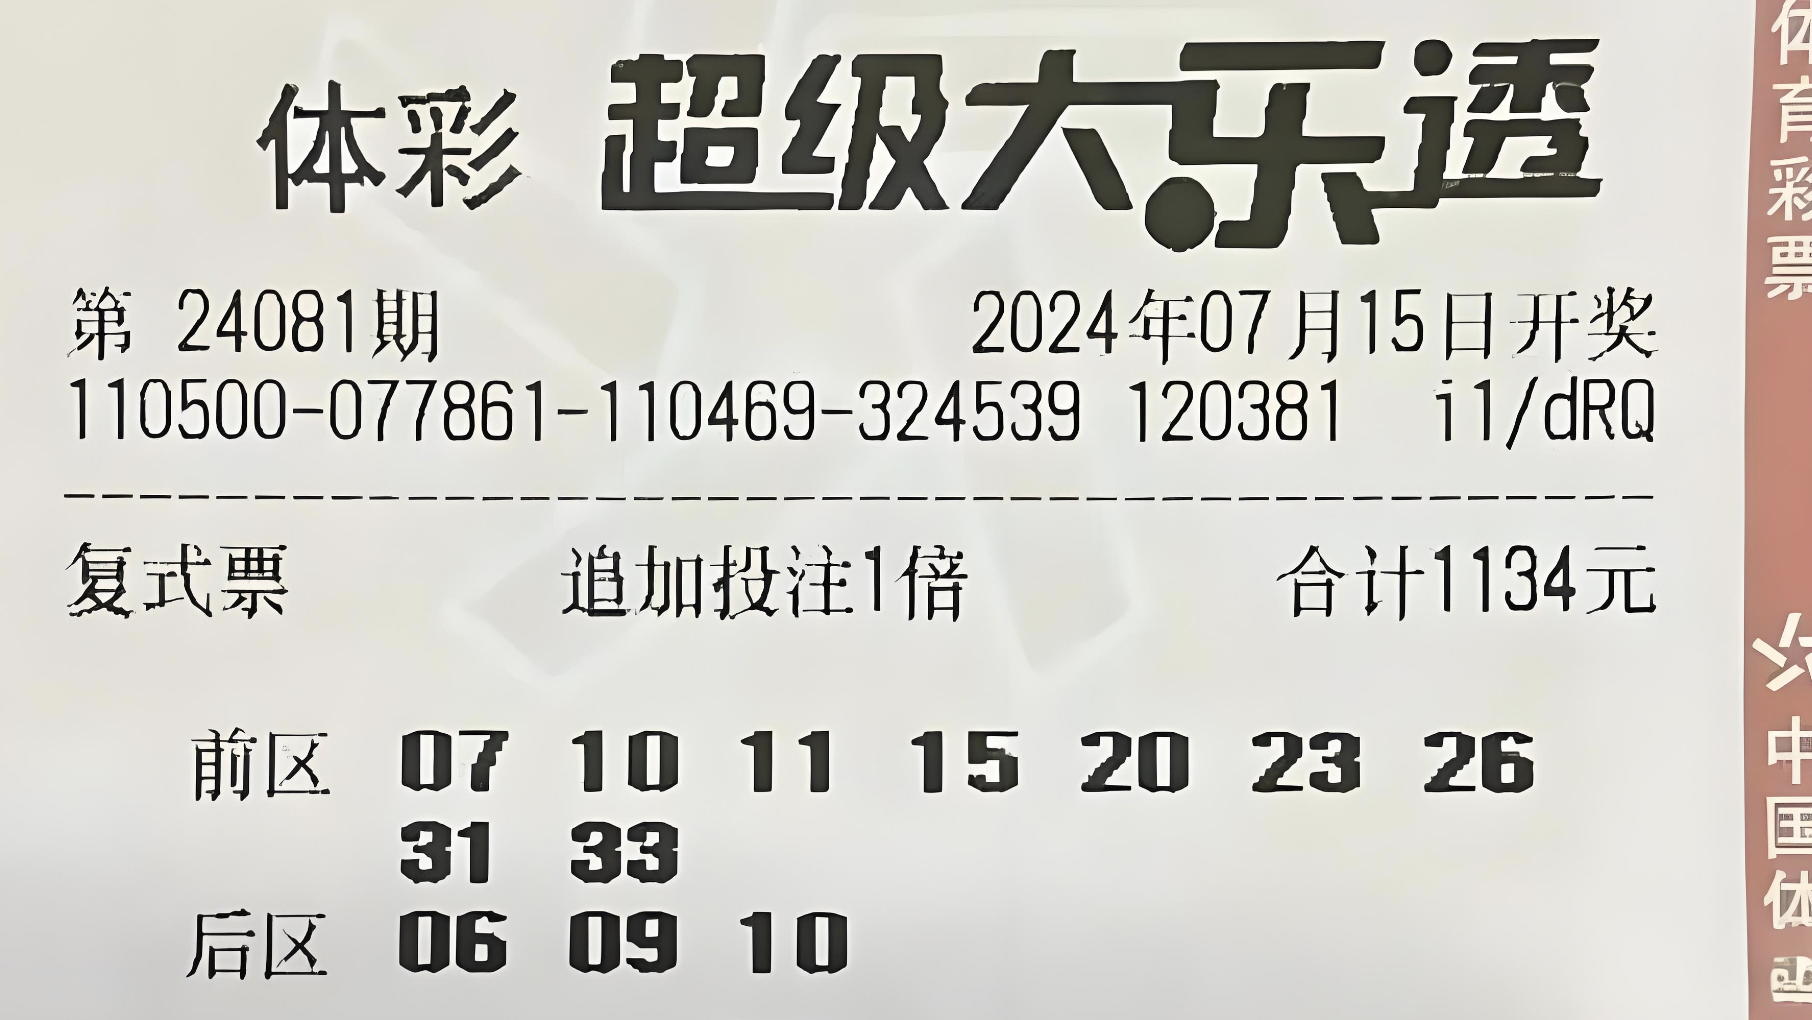 体彩 超级大乐透
第 24081期 2024年07月15日开奖
110500-077861-110469-324539 120381 i1/dRQ
复式票 追加投注1倍 合计1134元
前区 07 10 11 15 20 23 26
31 33
后区 06 09 10
体育彩票
中国体